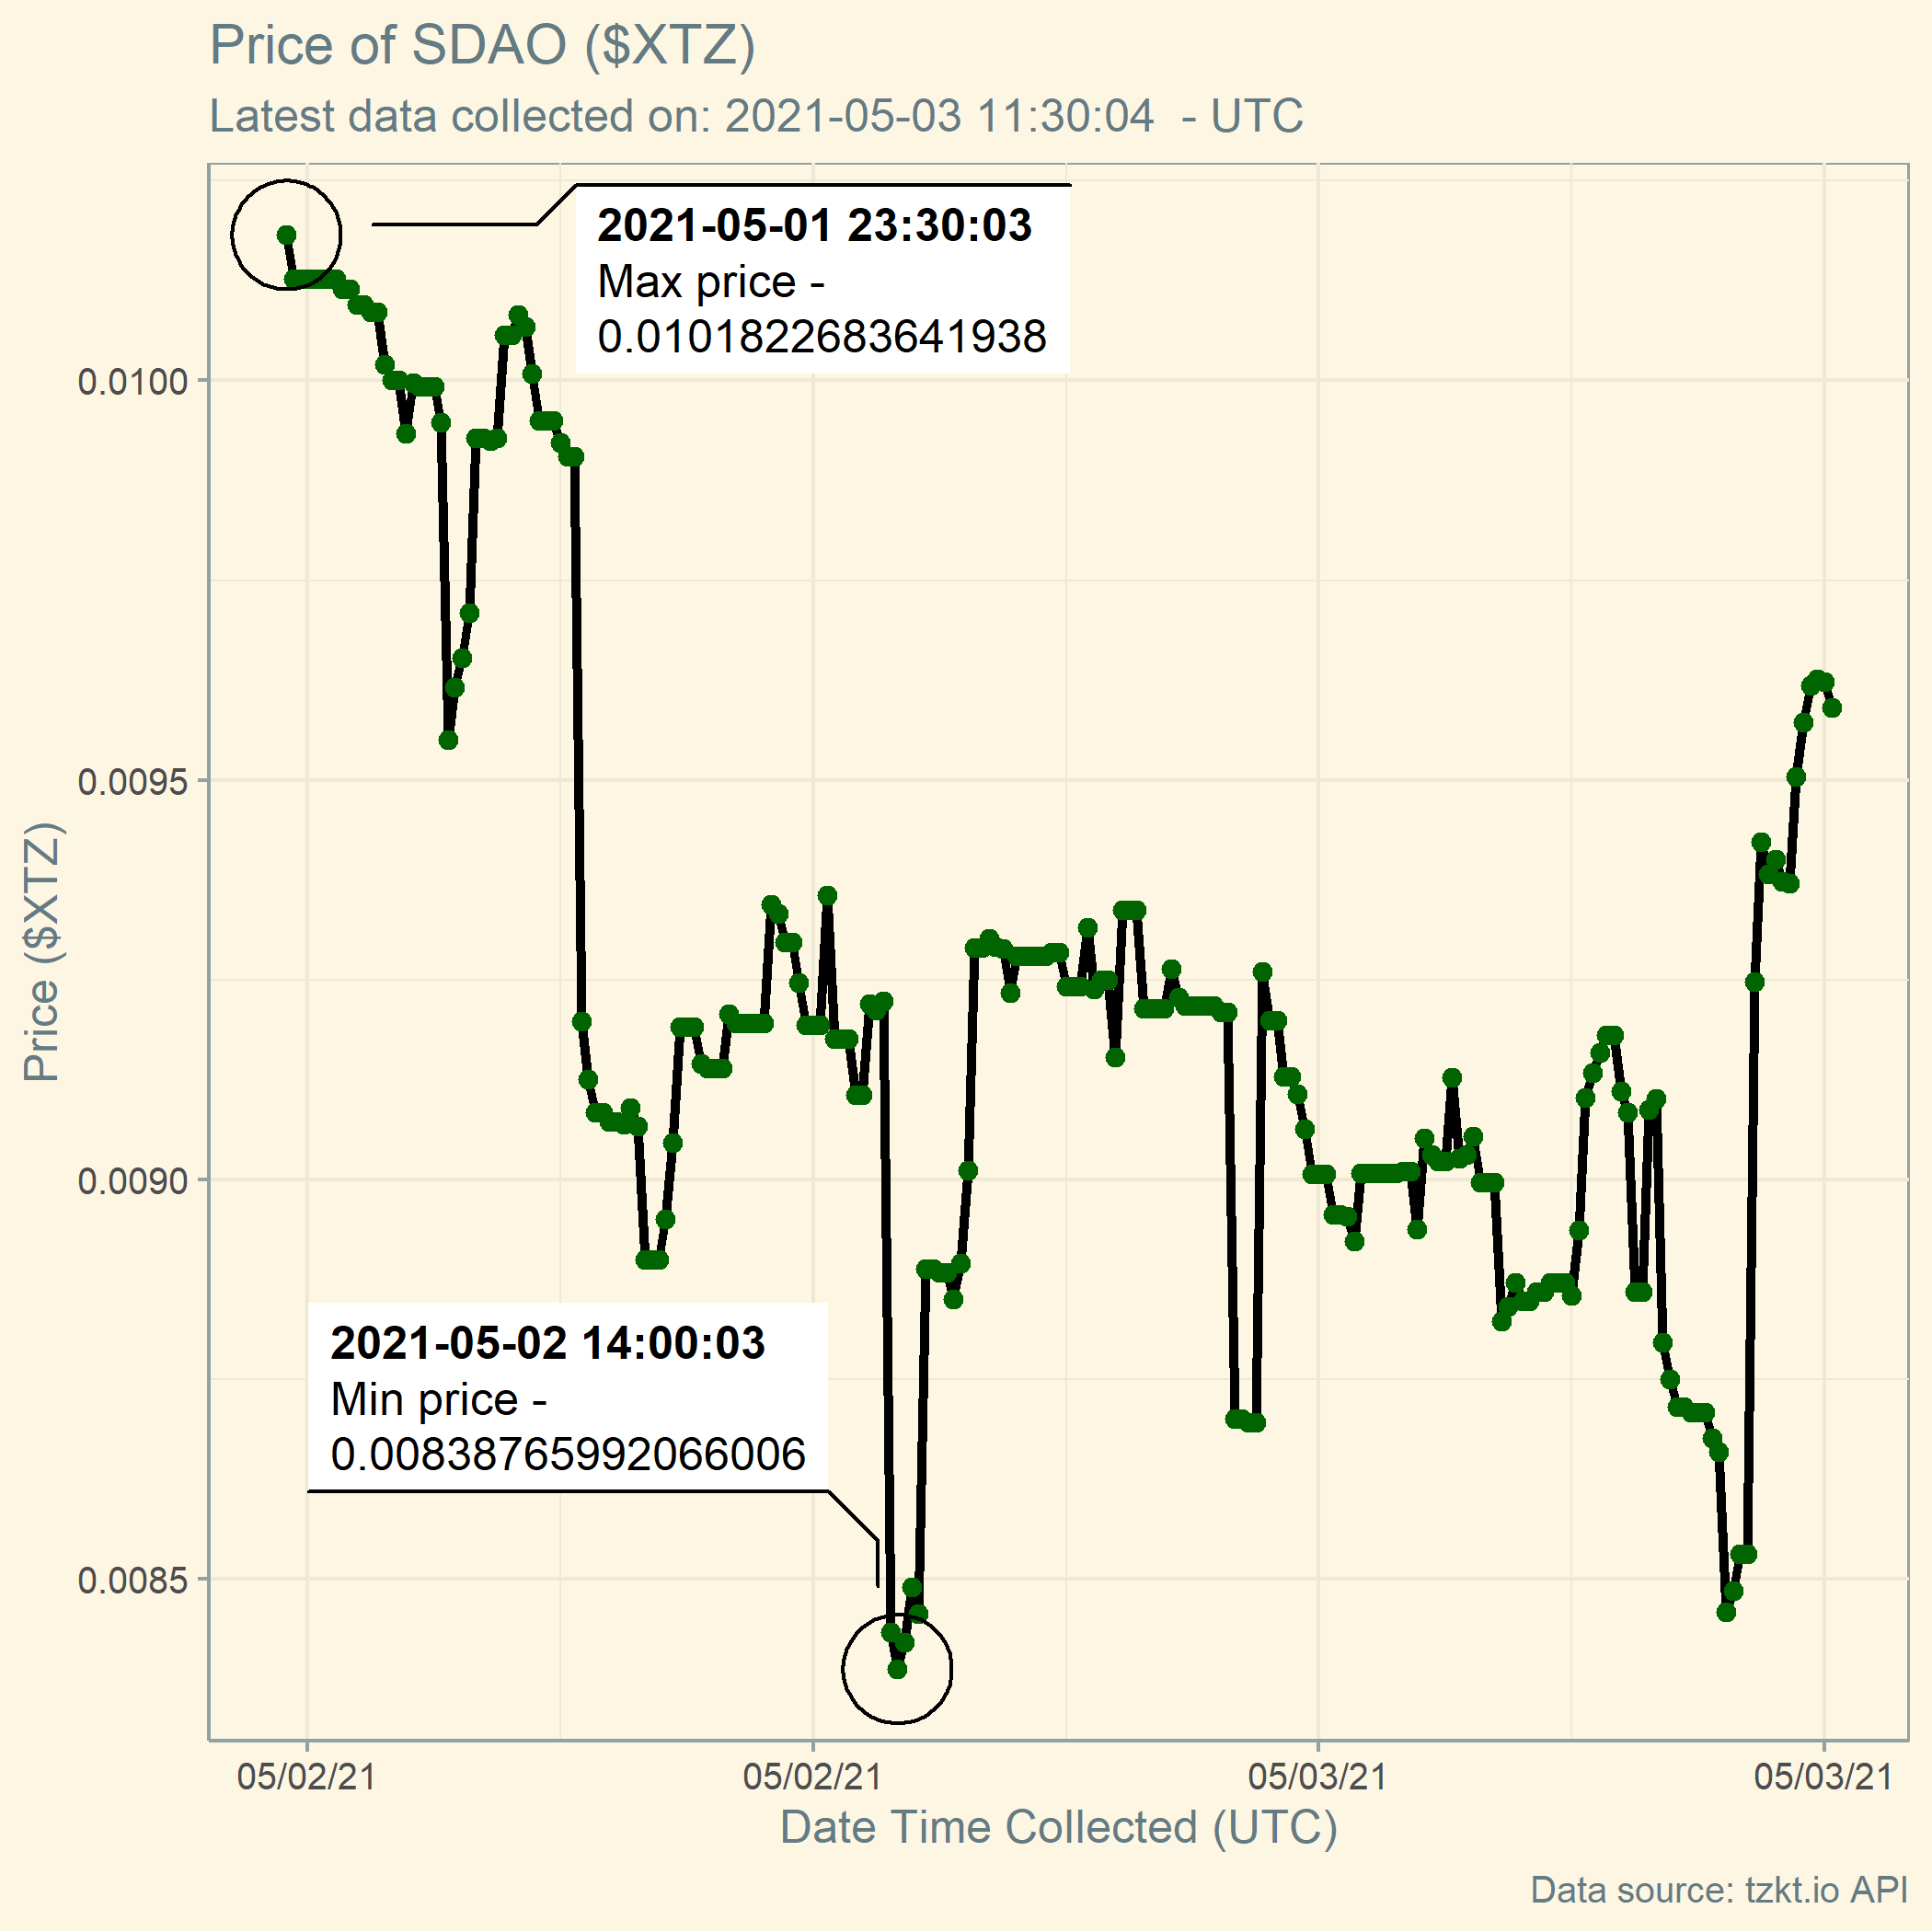 Price of SDAO ($XTZ)
Latest data collected on: 2021-05-03 11:30:04  - UTC
2021-05-01 23:30:03
Max price -
0.0101822683641938
0.0100
0.0095
Price ($XTZ)
0.0090
2021-05-02 14:00:03
Min price -
0.00838765992066006
0.0085
05/02/21 05/02/21 05/03/21 05/03/21
Date Time Collected (UTC)
Data source: tzkt.io API